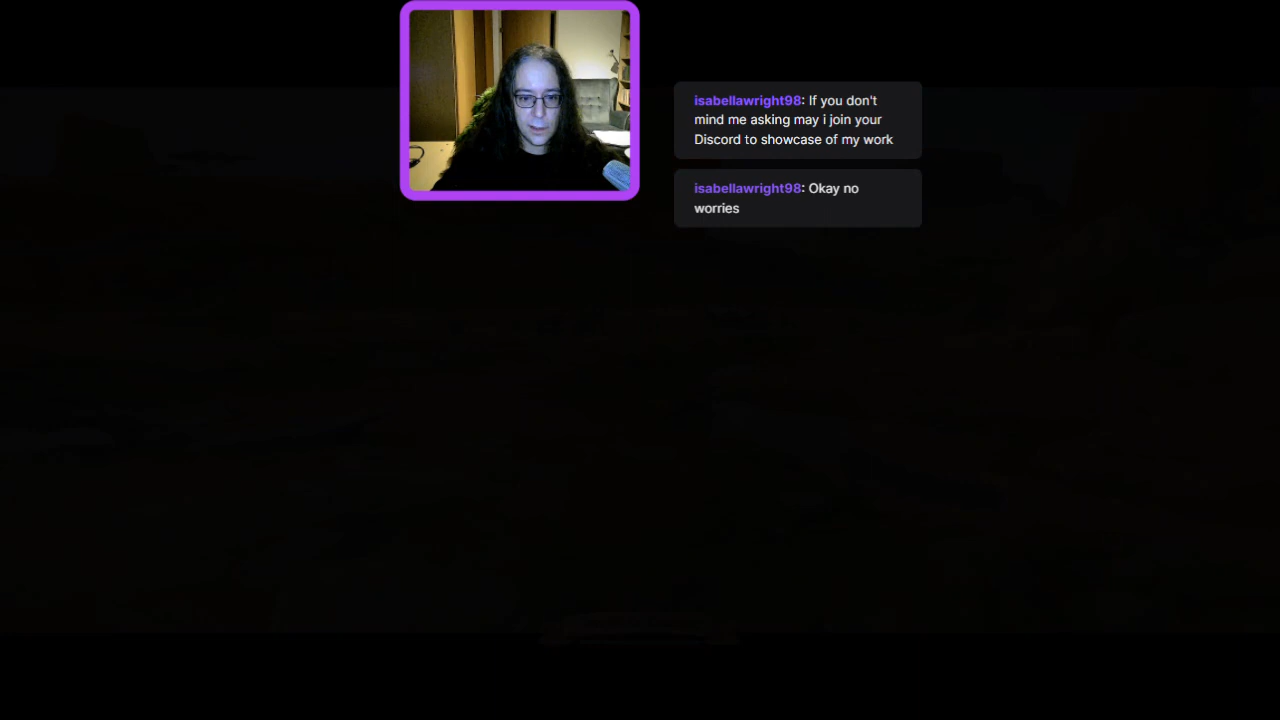 isabellawright98: If you don't
mind me asking may i join your
Discord to showcase of my work
isabellawright98: Okay no
worries